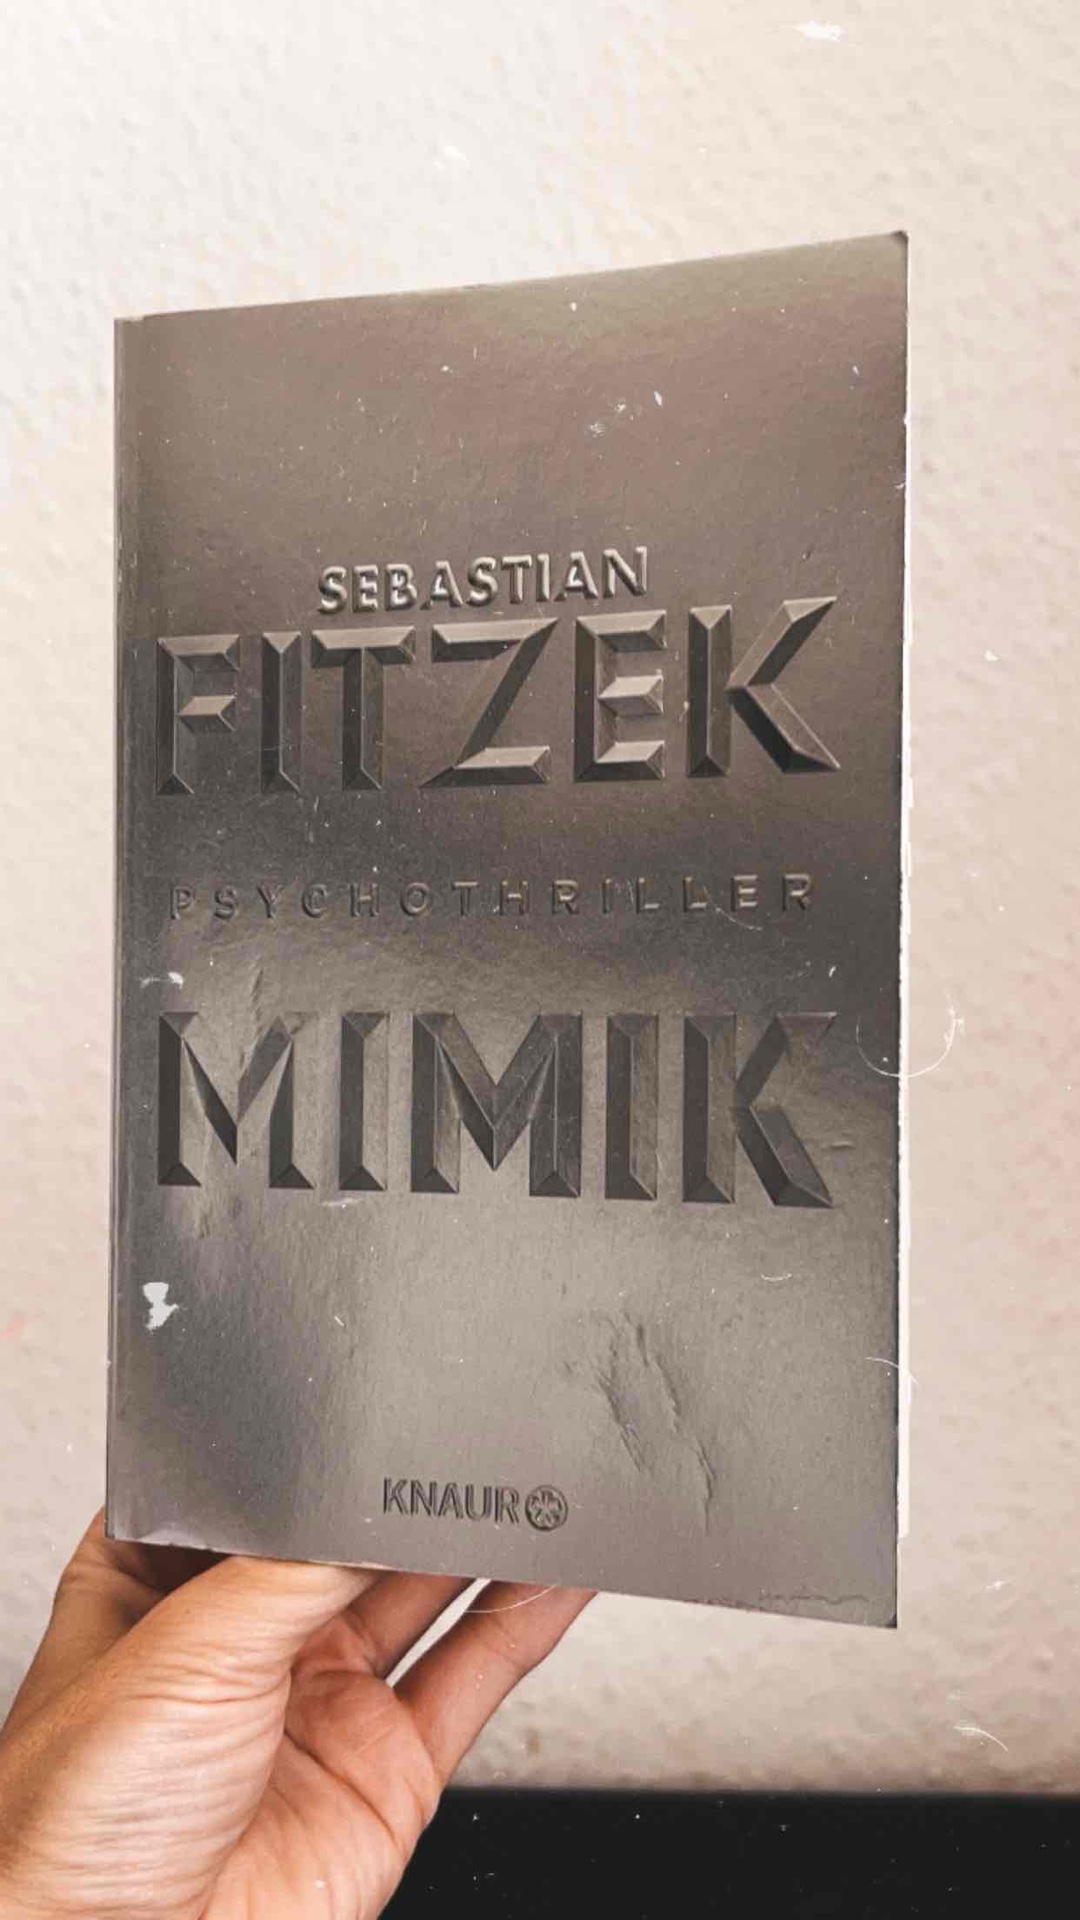 SEBASTIAN
FITZEK
PSYCHOTHRILLER
MIMIK
KNAUR